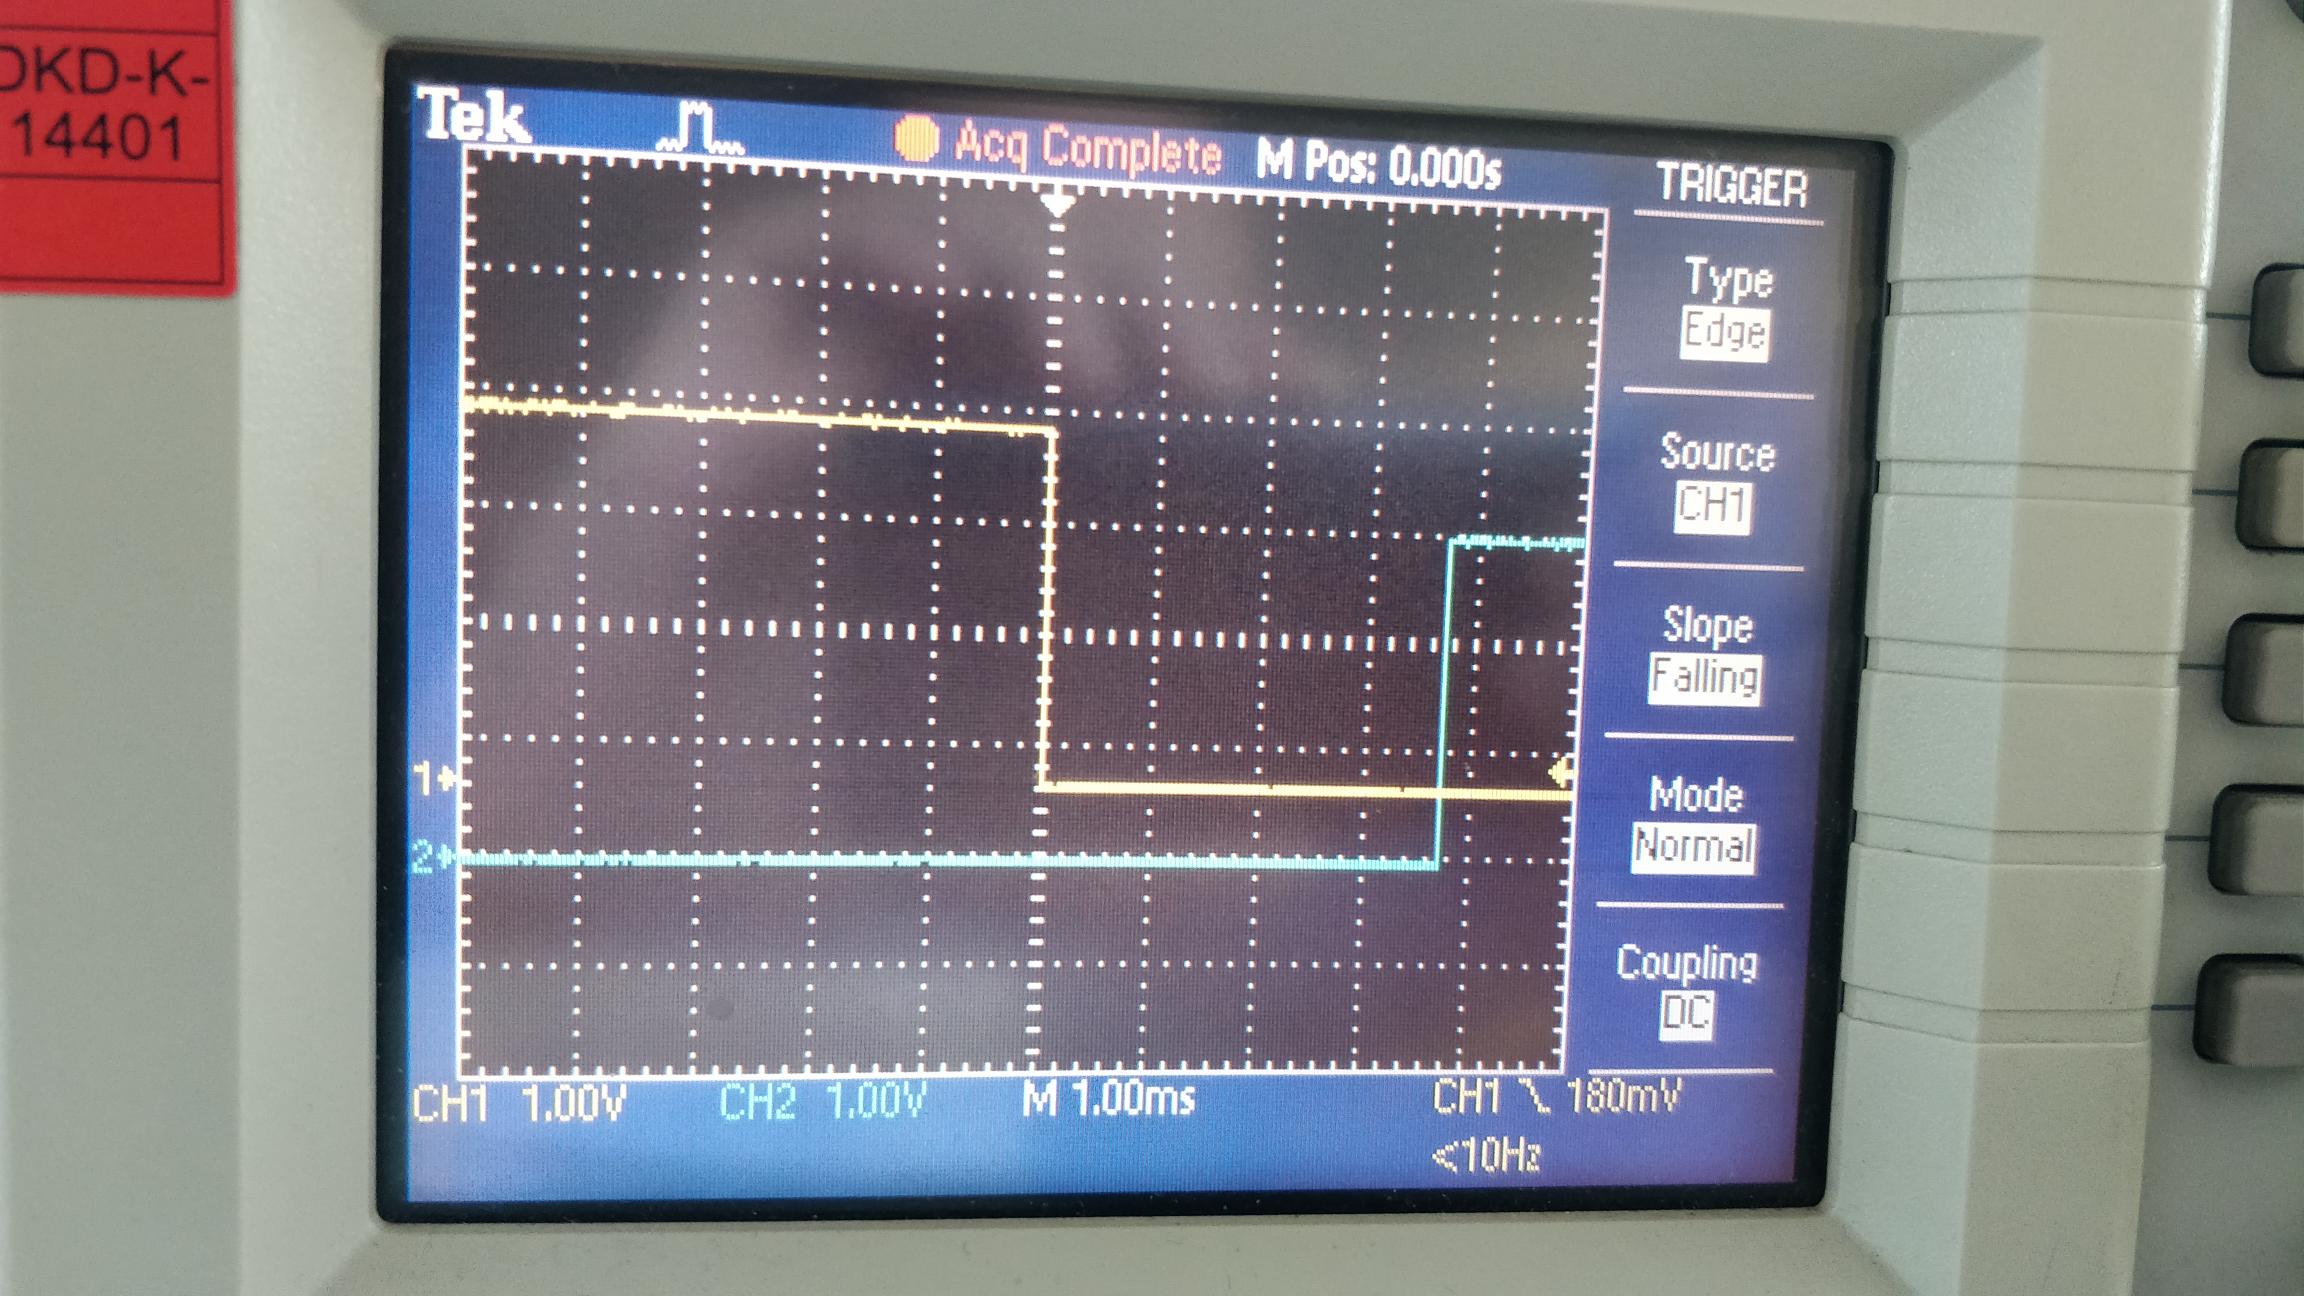 DKD-K-
14401
Tek
Acq Complete
M Pos: 0.000s
TRIGGER
Type
Edge
Source
CH1
Slope
Falling
Mode
Normal
Coupling
DC
1
2
CH1 1.00V
CH2 1.00V
M 1.00ms
CH1 180mV
<10Hz